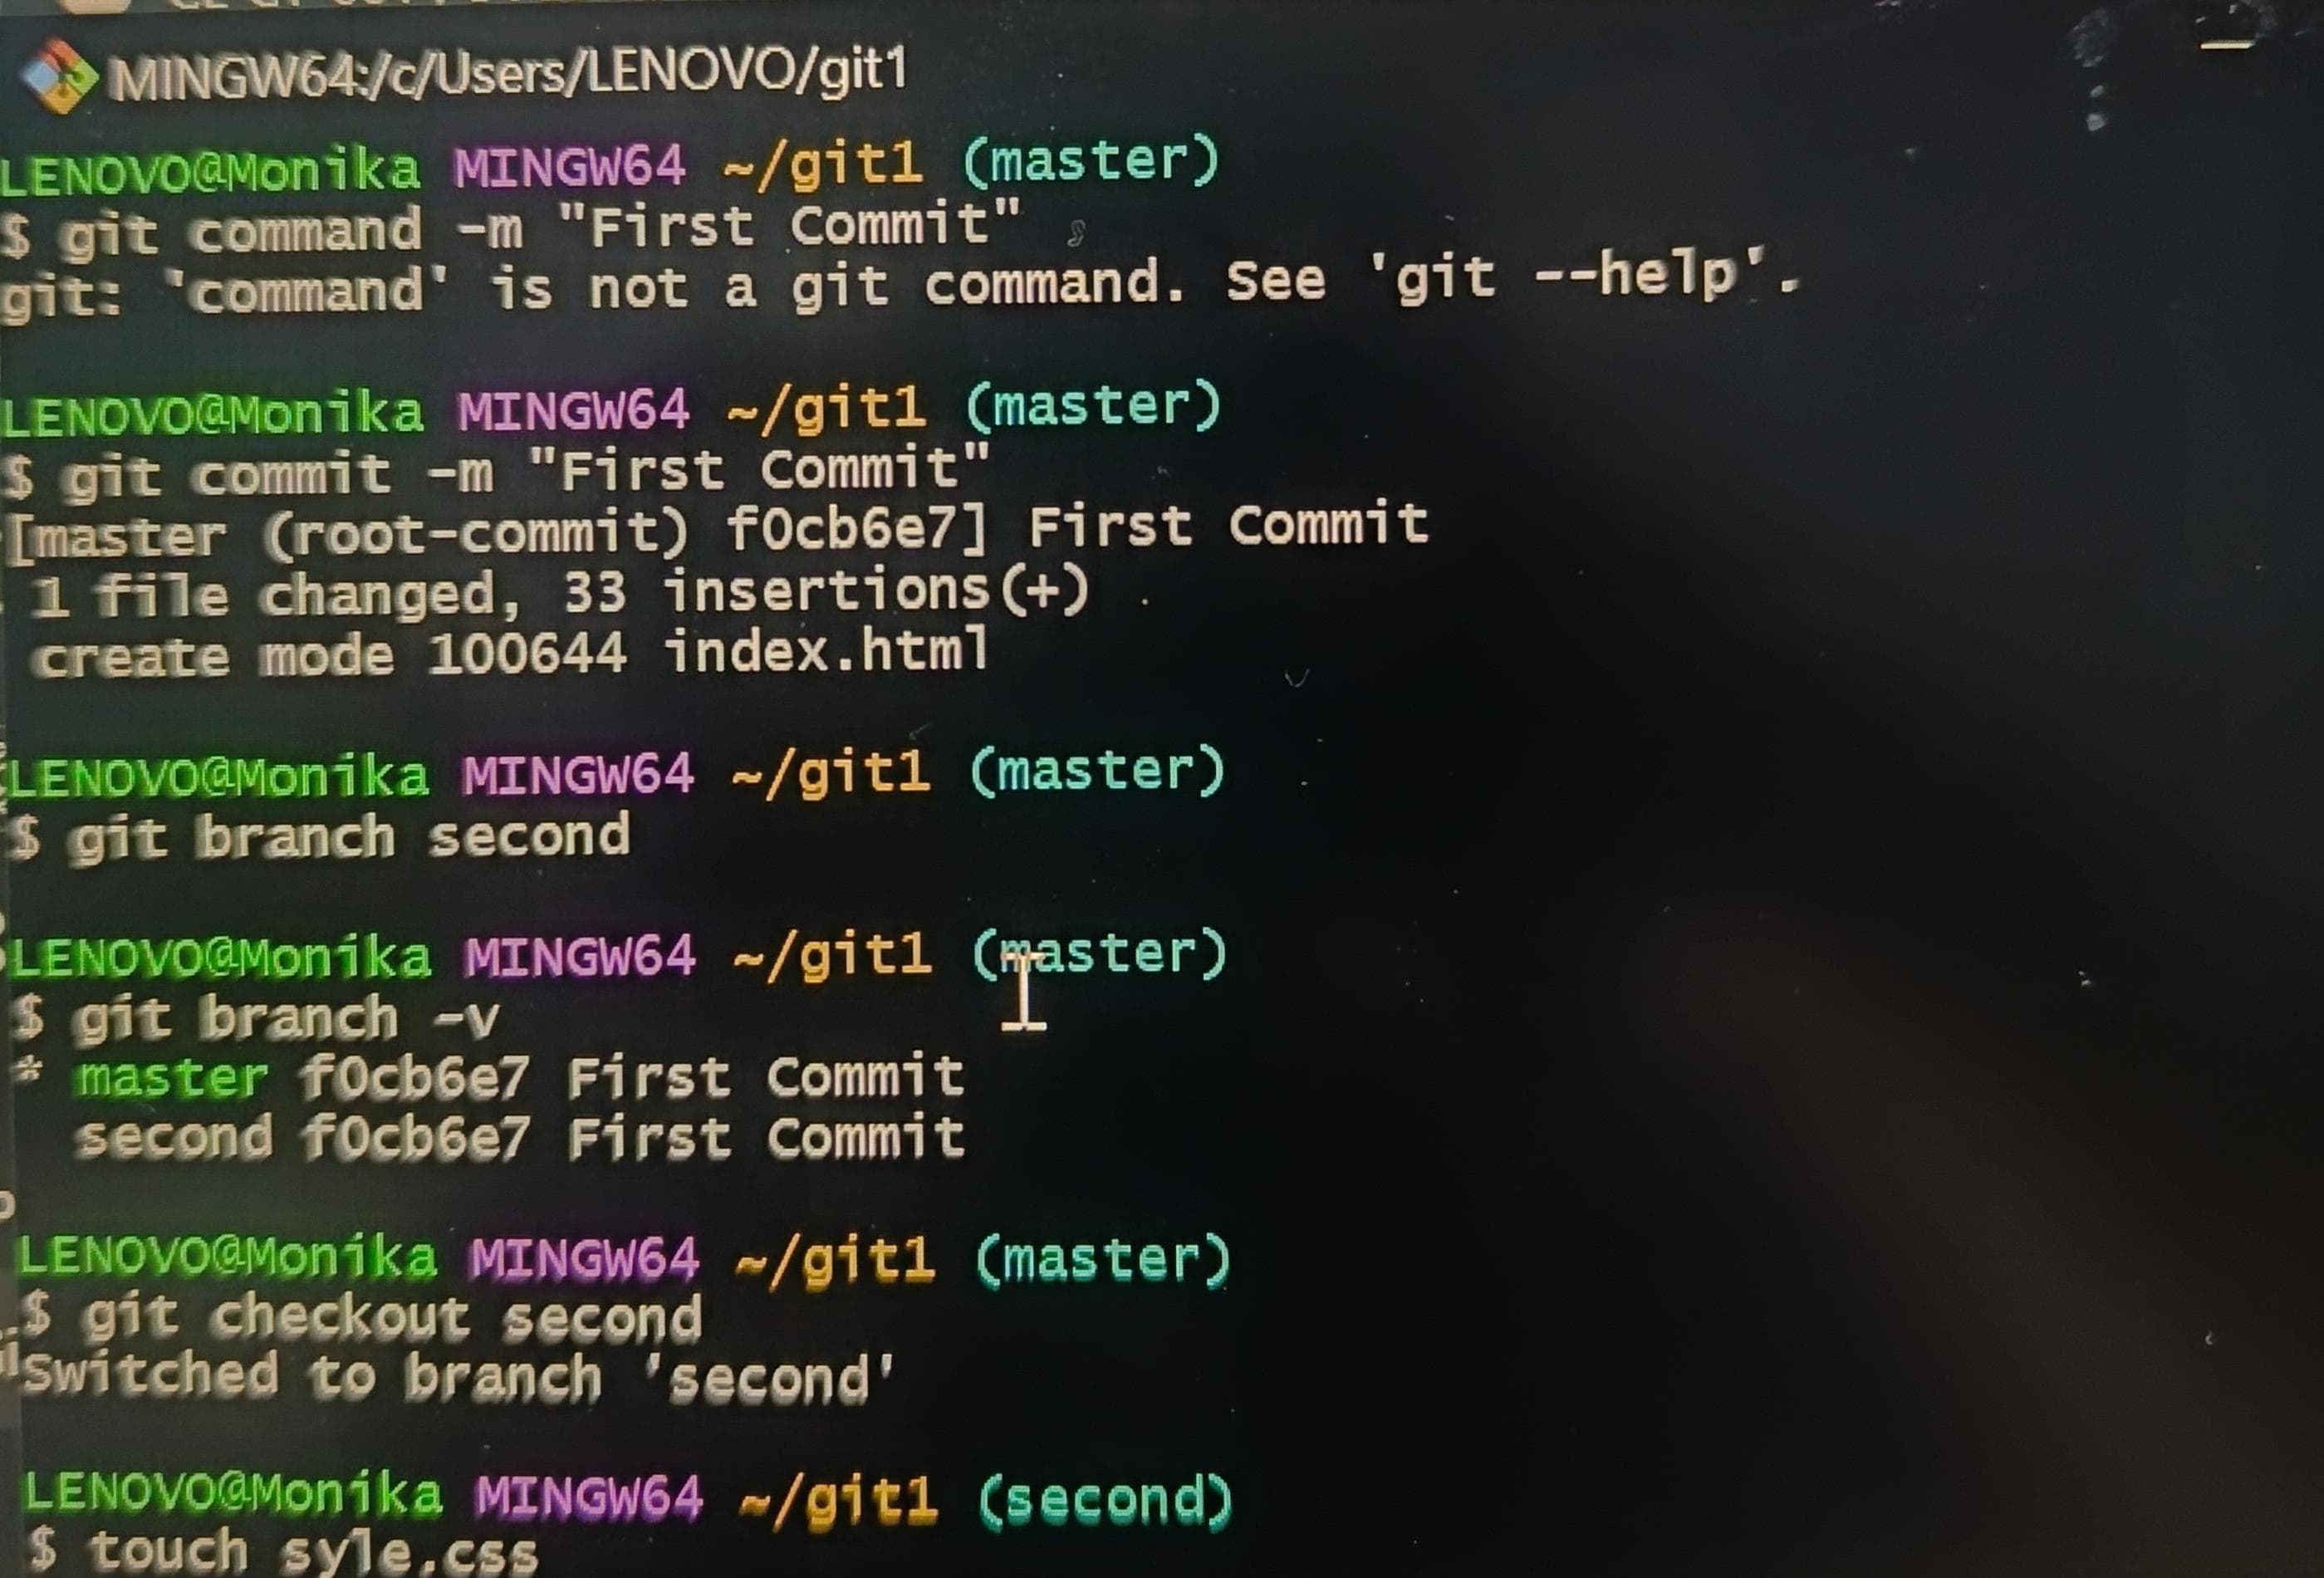 MINGW64:/c/Users/LENOVO/git1
LENOVO@Monika MINGW64 ~/git1 (master)
$ git command -m "First Commit"
git: 'command' is not a git command. See 'git --help'.
LENOVO@Monika MINGW64 ~/git1 (master)
$ git commit -m "First Commit"
[master (root-commit) f0cb6e7] First Commit
1 file changed, 33 insertions(+)
create mode 100644 index.html
LENOVO@Monika MINGW64 ~/git1 (master)
$ git branch second
LENOVO@Monika MINGW64 ~/git1 (master)
$ git branch -v
* master f0cb6e7 First Commit
second f0cb6e7 First Commit
LENOVO@Monika MINGW64 ~/git1 (master)
$ git checkout second
Switched to branch 'second'
LENOVO@Monika MINGW64 ~/git1 (second)
$ touch syle.css